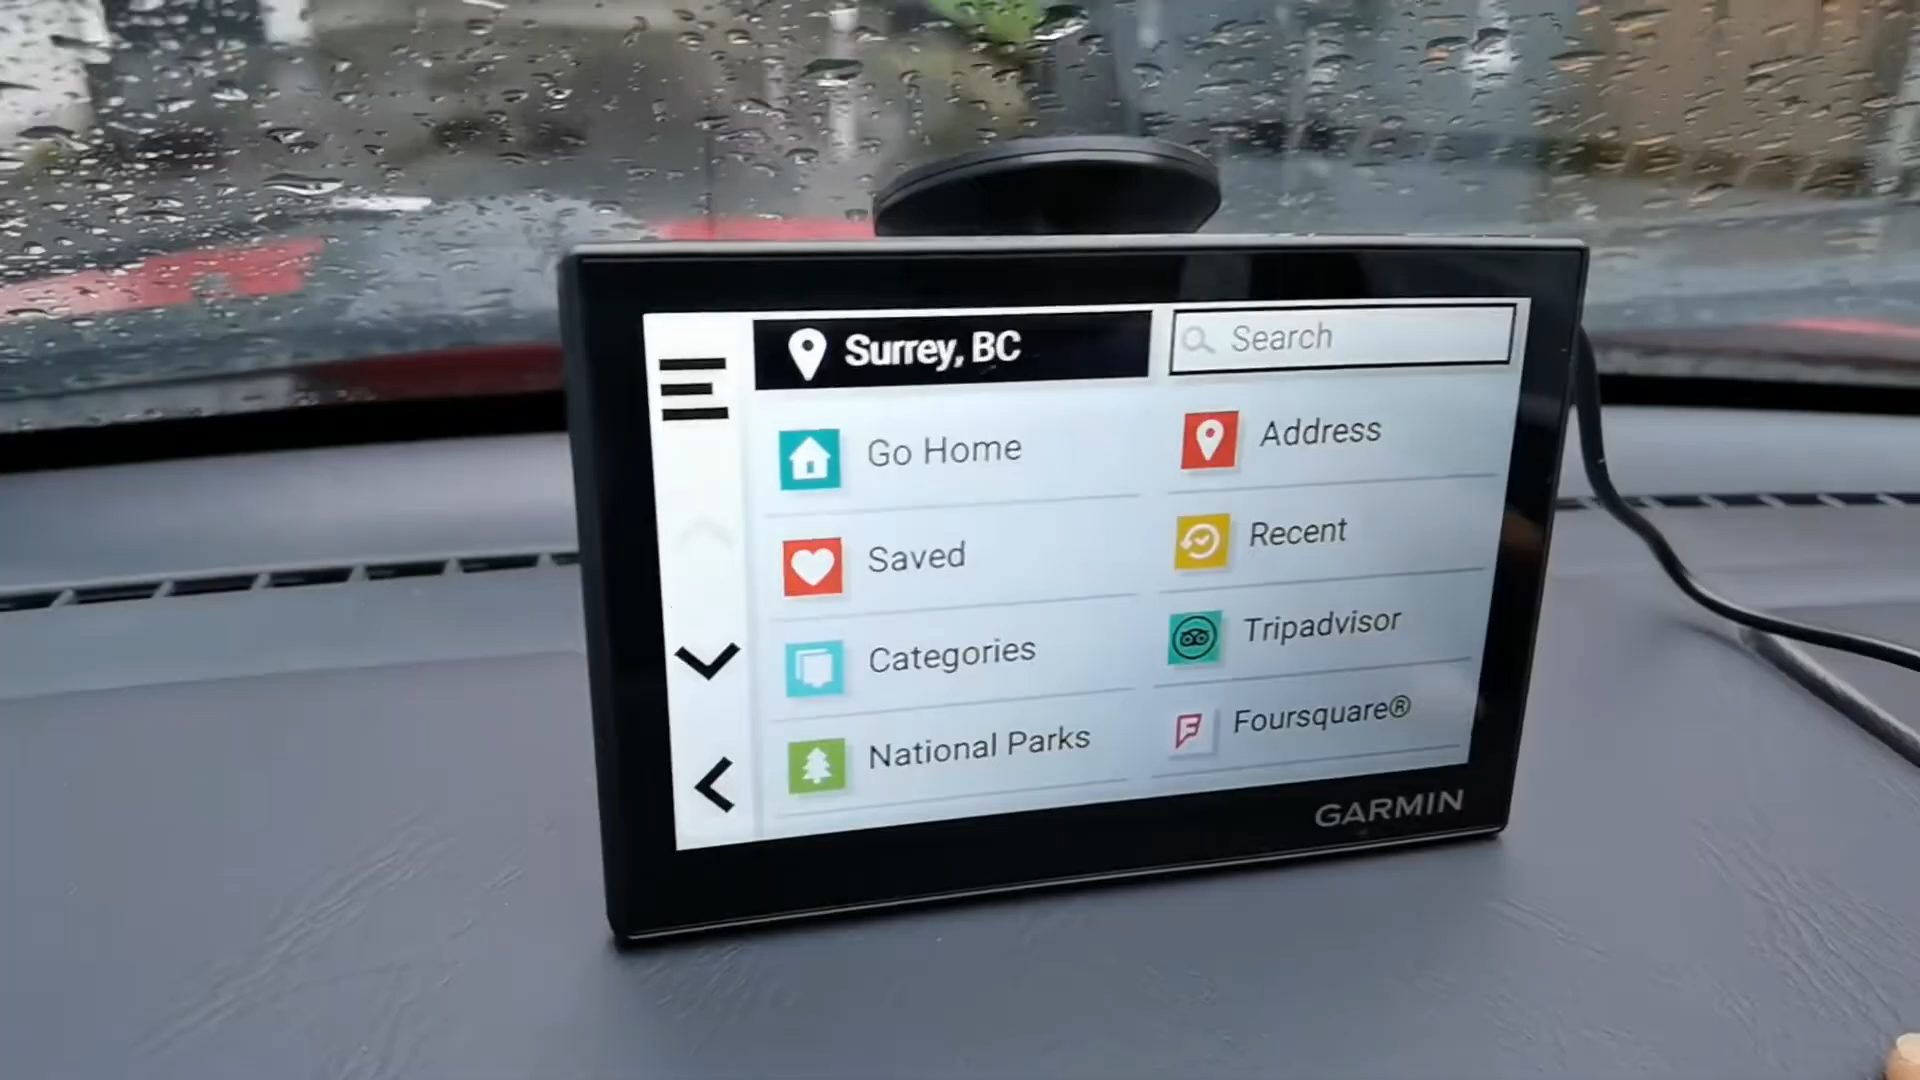 Surrey, BC
Search
Go Home
Address
Saved
Recent
Categories
Tripadvisor
National Parks
Foursquare®
GARMIN